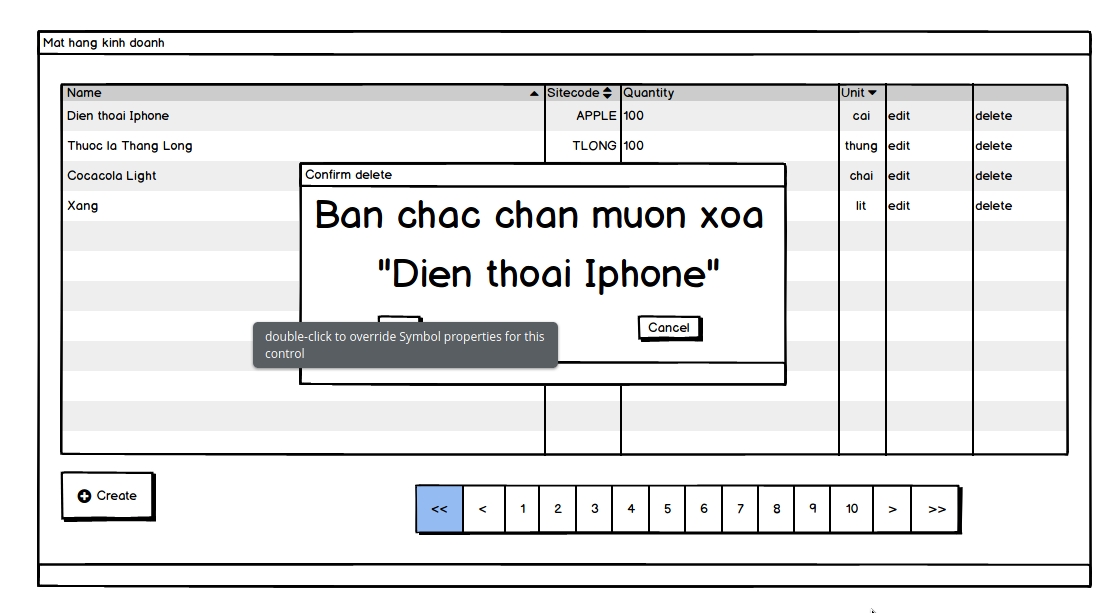 Mat hang kinh doanh
Name Sitecode Quantity Unit
Dien thoai Iphone APPLE 100 cai edit delete
Thuoc la Thang Long TLONG 100 thung edit delete
Cocacola Light chai edit delete
Xang lit edit delete
Confirm delete
Ban chac chan muon xoa
"Dien thoai Iphone"
Cancel
double-click to override Symbol properties for this
control
Create
<< < 1 2 3 4 5 6 7 8 9 10 > >>